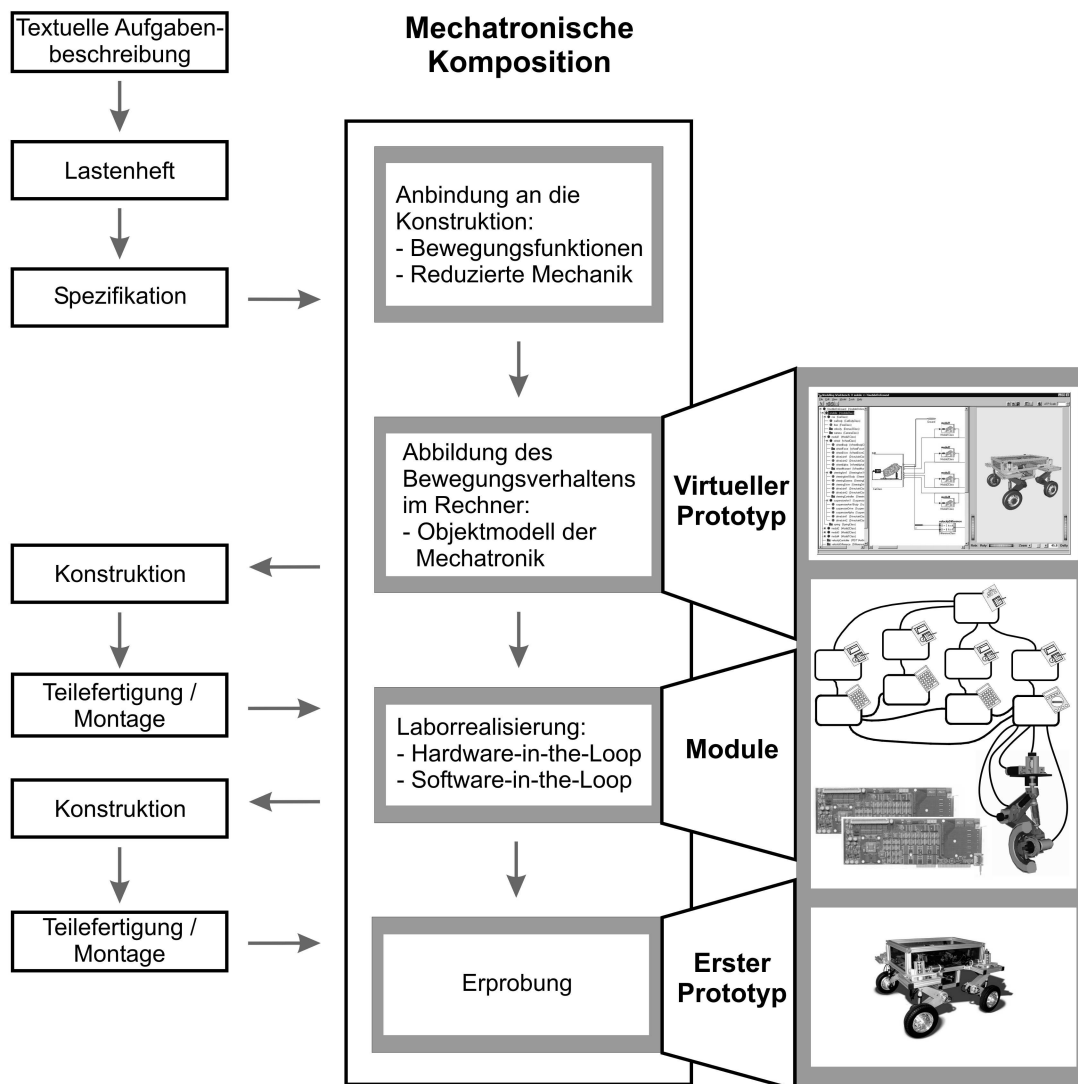 Textuelle Aufgaben-
beschreibung
Lastenheft
Spezifikation
Mechatronische
Komposition
Anbindung an die
Konstruktion:
- Bewegungsfunktionen
- Reduzierte Mechanik
Abbildung des
Bewegungsverhaltens
im Rechner:
- Objektmodell der
Mechatronik
Virtueller
Prototyp
Konstruktion
Teilefertigung /
Montage
Laborrealisierung:
- Hardware-in-the-Loop
- Software-in-the-Loop
Module
Konstruktion
Teilefertigung /
Montage
Erprobung
Erster
Prototyp